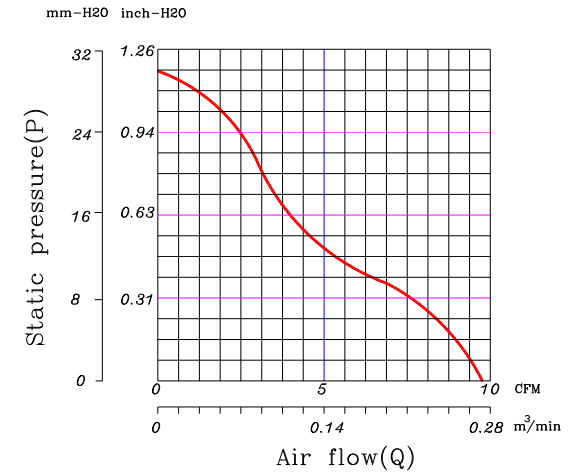 mm-H20 inch-H20
32 1.26
24 0.94
16 0.63
8 0.31
0
Static pressure(P)
0 5 10 CFM
0 0.14 0.28 m³/min
Air flow(Q)